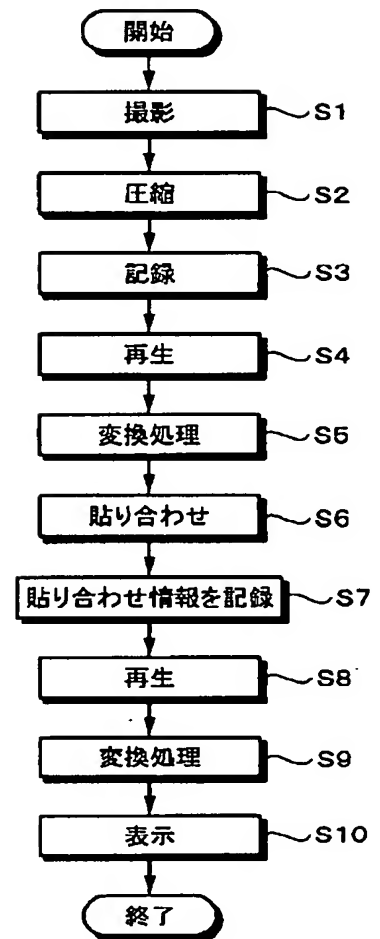 開始
撮影 S1
圧縮 S2
記録 S3
再生 S4
変換処理 S5
貼り合わせ S6
貼り合わせ情報を記録 S7
再生 S8
変換処理 S9
表示 S10
終了